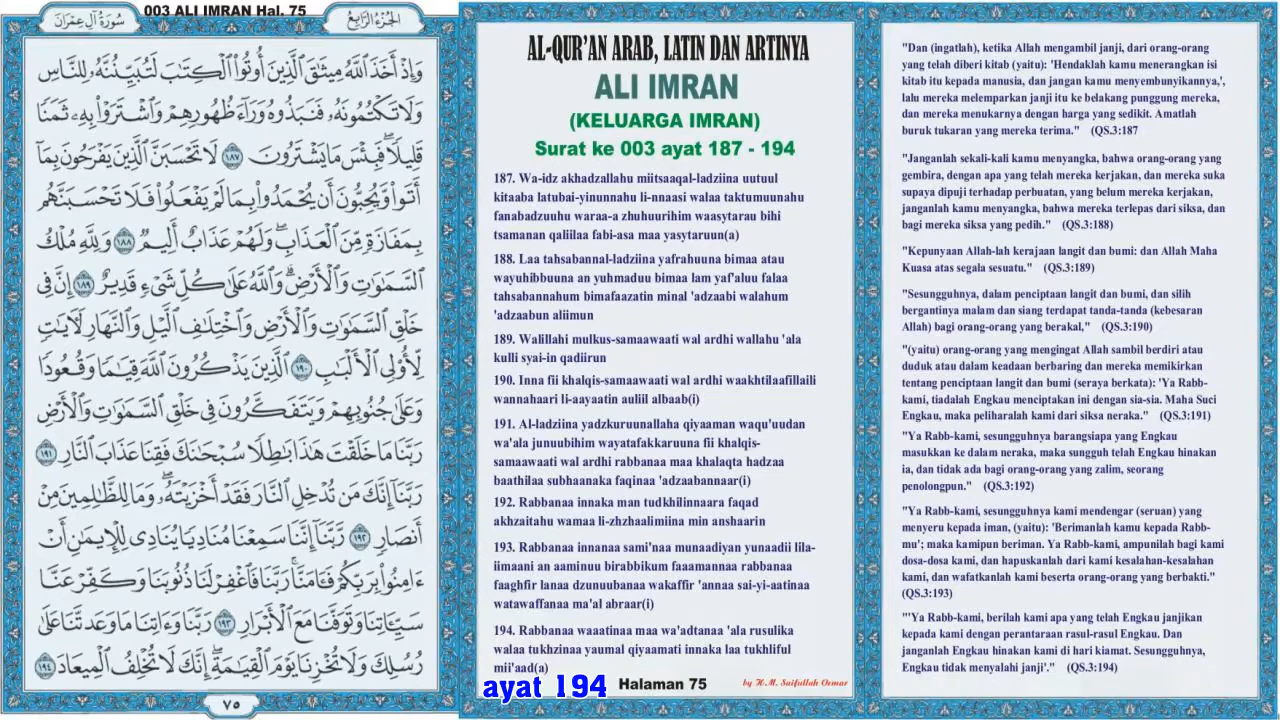 003 ALI IMRAN Hal. 75
سُورَةُ آلِ عِمْرَانَ
الجُزْءُ الرَّابِعُ
وَإِذْ أَخَذَ ٱللَّهُ مِيثَٰقَ ٱلَّذِينَ أُوتُوا۟ ٱلْكِتَٰبَ لَتُبَيِّنُنَّهُۥ لِلنَّاسِ
وَلَا تَكْتُمُونَهُۥ فَنَبَذُوهُ وَرَآءَ ظُهُورِهِمْ وَٱشْتَرَوْا۟ بِهِۦ ثَمَنًا
قَلِيلًا ۖ فَبِئْسَ مَا يَشْتَرُونَ ١٨٧ لَا تَحْسَبَنَّ ٱلَّذِينَ يَفْرَحُونَ بِمَآ
أَتَوا۟ وَّيُحِبُّونَ أَن يُحْمَدُوا۟ بِمَا لَمْ يَفْعَلُوا۟ فَلَا تَحْسَبَنَّهُم
بِمَفَازَةٍ مِّنَ ٱلْعَذَابِ ۖ وَلَهُمْ عَذَابٌ أَلِيمٌ ١٨٨ وَلِلَّهِ مُلْكُ
ٱلسَّمَٰوَٰتِ وَٱلْأَرْضِ ۗ وَٱللَّهُ عَلَىٰ كُلِّ شَىْءٍ قَدِيرٌ ١٨٩ إِنَّ فِى
خَلْقِ ٱلسَّمَٰوَٰتِ وَٱلْأَرْضِ وَٱخْتِلَٰفِ ٱلَّيْلِ وَٱلنَّهَارِ لَءَايَٰتٍ
لِّأُو۟لِى ٱلْأَلْبَٰبِ ١٩٠ ٱلَّذِينَ يَذْكُرُونَ ٱللَّهَ قِيَٰمًا وَقُعُودًا
وَعَلَىٰ جُنُوبِهِمْ وَيَتَفَكَّرُونَ فِى خَلْقِ ٱلسَّمَٰوَٰتِ وَٱلْأَرْضِ
رَبَّنَا مَا خَلَقْتَ هَٰذَا بَٰطِلًا سُبْحَٰنَكَ فَقِنَا عَذَابَ ٱلنَّارِ ١٩١
رَبَّنَآ إِنَّكَ مَن تُدْخِلِ ٱلنَّارَ فَقَدْ أَخْزَيْتَهُۥ ۖ وَمَا لِلظَّٰلِمِينَ مِنْ
أَنصَارٍ ١٩٢ رَّبَّنَآ إِنَّنَا سَمِعْنَا مُنَادِيًا يُنَادِى لِلْإِيمَٰنِ أَنْ
ءَامِنُوا۟ بِرَبِّكُمْ فَـَٔامَنَّا ۚ رَبَّنَا فَٱغْفِرْ لَنَا ذُنُوبَنَا وَكَفِّرْ عَنَّا
سَيِّـَٔاتِنَا وَتَوَفَّنَا مَعَ ٱلْأَبْرَارِ ١٩٣ رَبَّنَا وَءَاتِنَا مَا وَعَدتَّنَا عَلَىٰ
رُسُلِكَ وَلَا تُخْزِنَا يَوْمَ ٱلْقِيَٰمَةِ ۗ إِنَّكَ لَا تُخْلِفُ ٱلْمِيعَادَ ١٩٤
٧٥
AL-QUR'AN ARAB, LATIN DAN ARTINYA
ALI IMRAN
(KELUARGA IMRAN)
Surat ke 003 ayat 187 - 194
187. Wa-idz akhadzallahu miitsaaqal-ladziina uutuul
kitaaba latubai-yinunnahu li-nnaasi walaa taktumuunahu
fanabadzuuhu waraa-a zhuhuurihim waasytarau bihi
tsamanan qaliilaa fabi-asa maa yasytaruun(a)
188. Laa tahsabannal-ladziina yafrahuuna bimaa atau
wayuhibbuuna an yuhmaduu bimaa lam yaf'aluu falaa
tahsabannahum bimafaazatin minal 'adzaabi walahum
'adzaabun aliimun
189. Walillahi mulkus-samaawaati wal ardhi wallahu 'ala
kulli syai-in qadiirun
190. Inna fii khalqis-samaawaati wal ardhi waakhtilaafillaili
wannahaari li-aayaatin auliil albaab(i)
191. Al-ladziina yadzkuruunallaha qiyaaman waqu'uudan
wa'ala junuubihim wayatafakkaruuna fii khalqis-
samaawaati wal ardhi rabbanaa maa khalaqta hadzaa
baathilaa subhaanaka faqinaa 'adzaabannaar(i)
192. Rabbanaa innaka man tudkhilinnaara faqad
akhzaitahu wamaa li-zhzhaalimiina min anshaarin
193. Rabbanaa innanaa sami'naa munaadiyan yunaadii lila-
iimaani an aaminuu birabbikum faaamannaa rabbanaa
faaghfir lanaa dzunuubanaa wakaffir 'annaa sai-yi-aatinaa
watawaffanaa ma'al abraar(i)
194. Rabbanaa waaatinaa maa wa'adtanaa 'ala rusulika
walaa tukhzinaa yaumal qiyaamati innaka laa tukhliful
mii'aad(a)
ayat 194
Halaman 75
by H.M. Saifullah Osmar
"Dan (ingatlah), ketika Allah mengambil janji, dari orang-orang
yang telah diberi kitab (yaitu): 'Hendaklah kamu menerangkan isi
kitab itu kepada manusia, dan jangan kamu menyembunyikannya,',
lalu mereka melemparkan janji itu ke belakang punggung mereka,
dan mereka menukarnya dengan harga yang sedikit. Amatlah
buruk tukaran yang mereka terima." (QS.3:187
"Janganlah sekali-kali kamu menyangka, bahwa orang-orang yang
gembira, dengan apa yang telah mereka kerjakan, dan mereka suka
supaya dipuji terhadap perbuatan, yang belum mereka kerjakan,
janganlah kamu menyangka, bahwa mereka terlepas dari siksa, dan
bagi mereka siksa yang pedih." (QS.3:188)
"Kepunyaan Allah-lah kerajaan langit dan bumi: dan Allah Maha
Kuasa atas segala sesuatu." (QS.3:189)
"Sesungguhnya, dalam penciptaan langit dan bumi, dan silih
bergantinya malam dan siang terdapat tanda-tanda (kebesaran
Allah) bagi orang-orang yang berakal," (QS.3:190)
"(yaitu) orang-orang yang mengingat Allah sambil berdiri atau
duduk atau dalam keadaan berbaring dan mereka memikirkan
tentang penciptaan langit dan bumi (seraya berkata): 'Ya Rabb-
kami, tiadalah Engkau menciptakan ini dengan sia-sia. Maha Suci
Engkau, maka peliharalah kami dari siksa neraka." (QS.3:191)
"Ya Rabb-kami, sesungguhnya barangsiapa yang Engkau
masukkan ke dalam neraka, maka sungguh telah Engkau hinakan
ia, dan tidak ada bagi orang-orang yang zalim, seorang
penolongpun." (QS.3:192)
"Ya Rabb-kami, sesungguhnya kami mendengar (seruan) yang
menyeru kepada iman, (yaitu): 'Berimanlah kamu kepada Rabb-
mu'; maka kamipun beriman. Ya Rabb-kami, ampunilah bagi kami
dosa-dosa kami, dan hapuskanlah dari kami kesalahan-kesalahan
kami, dan wafatkanlah kami beserta orang-orang yang berbakti."
(QS.3:193)
"'Ya Rabb-kami, berilah kami apa yang telah Engkau janjikan
kepada kami dengan perantaraan rasul-rasul Engkau. Dan
janganlah Engkau hinakan kami di hari kiamat. Sesungguhnya,
Engkau tidak menyalahi janji'." (QS.3:194)